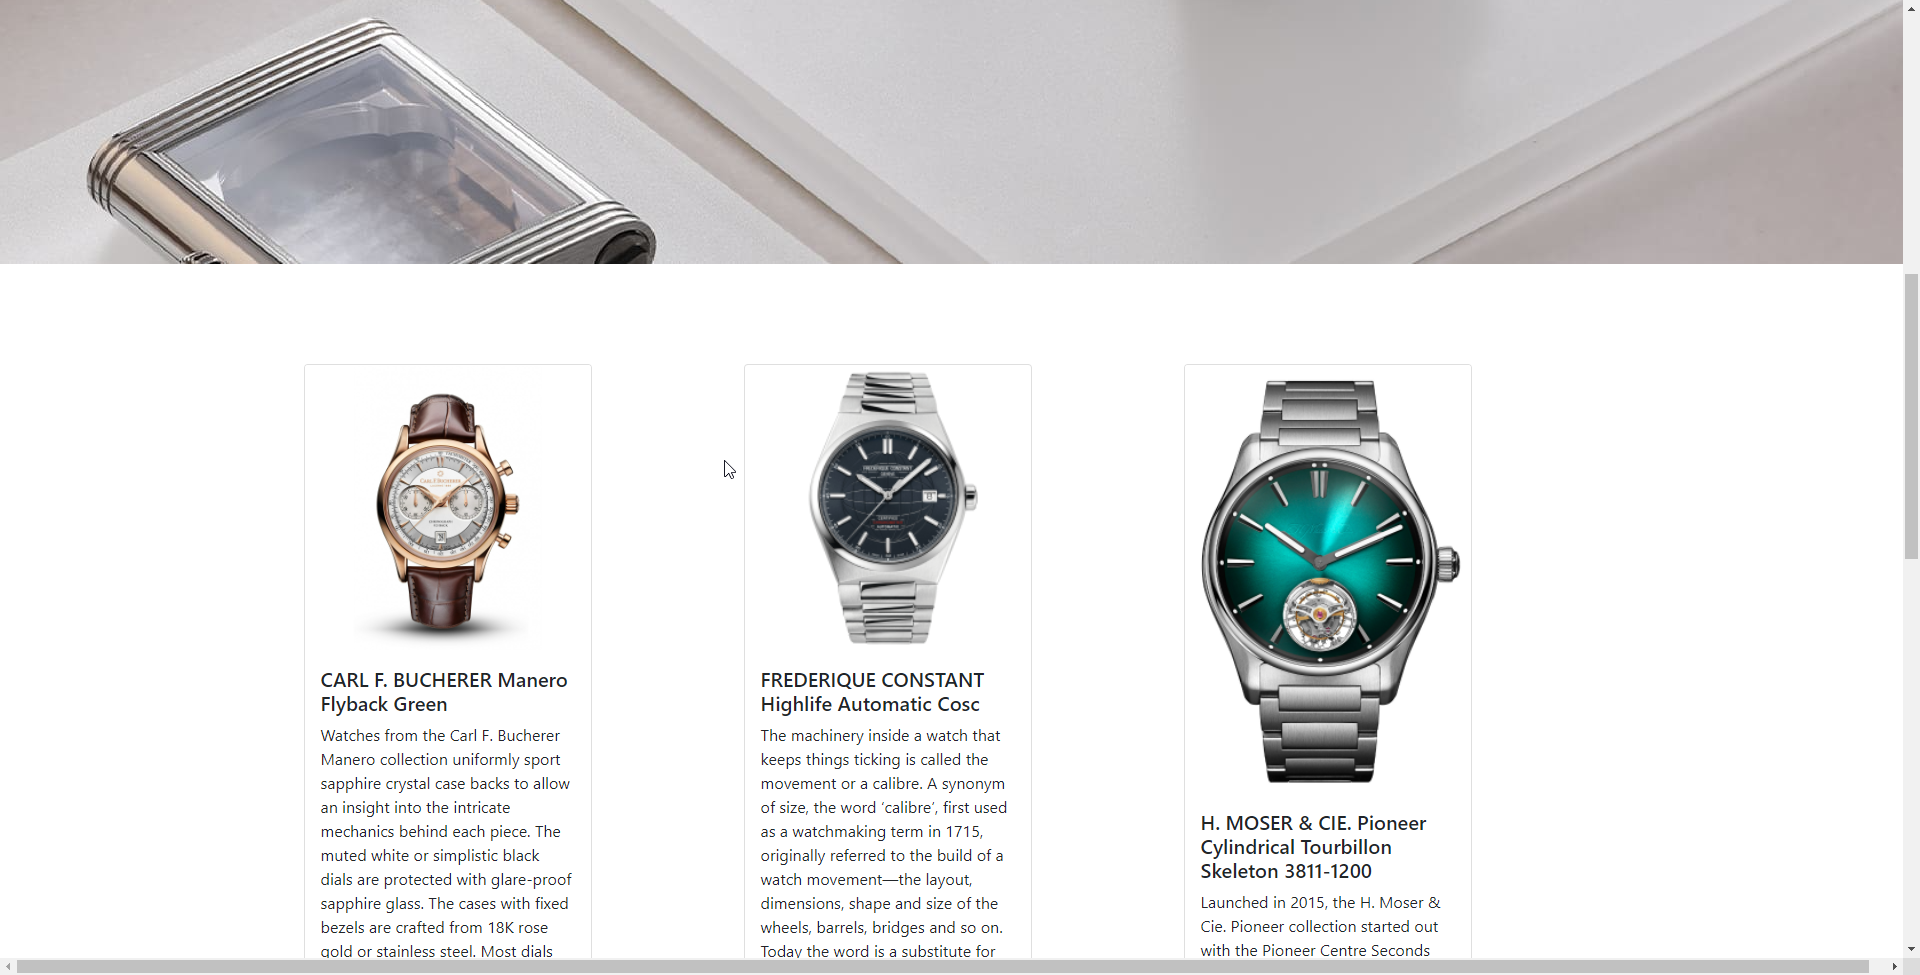 CARL F. BUCHERER Manero
Flyback Green
Watches from the Carl F. Bucherer
Manero collection uniformly sport
sapphire crystal case backs to allow
an insight into the intricate
mechanics behind each piece. The
muted white or simplistic black
dials are protected with glare-proof
sapphire glass. The cases with fixed
bezels are crafted from 18K rose
gold or stainless steel. Most dials
FREDERIQUE CONSTANT
Highlife Automatic Cosc
The machinery inside a watch that
keeps things ticking is called the
movement or a calibre. A synonym
of size, the word ‘calibre’, first used
as a watchmaking term in 1715,
originally referred to the build of a
watch movement—the layout,
dimensions, shape and size of the
wheels, barrels, bridges and so on.
Today the word is a substitute for
H. MOSER & CIE. Pioneer
Cylindrical Tourbillon
Skeleton 3811-1200
Launched in 2015, the H. Moser &
Cie. Pioneer collection started out
with the Pioneer Centre Seconds